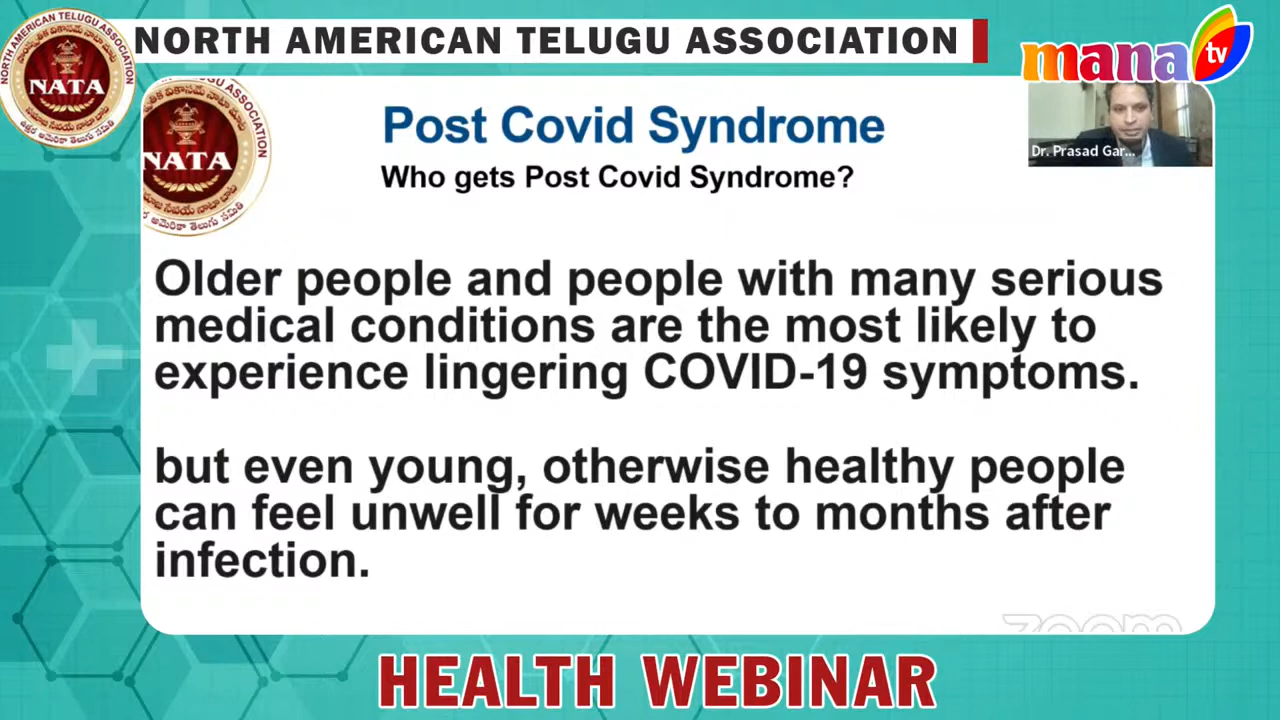 NORTH AMERICAN TELUGU ASSOCIATION
NATA
mana
tv
NATA
Post Covid Syndrome
Who gets Post Covid Syndrome?
Dr. Prasad Gar...
Older people and people with many serious
medical conditions are the most likely to
experience lingering COVID-19 symptoms.
but even young, otherwise healthy people
can feel unwell for weeks to months after
infection.
zoom
HEALTH WEBINAR